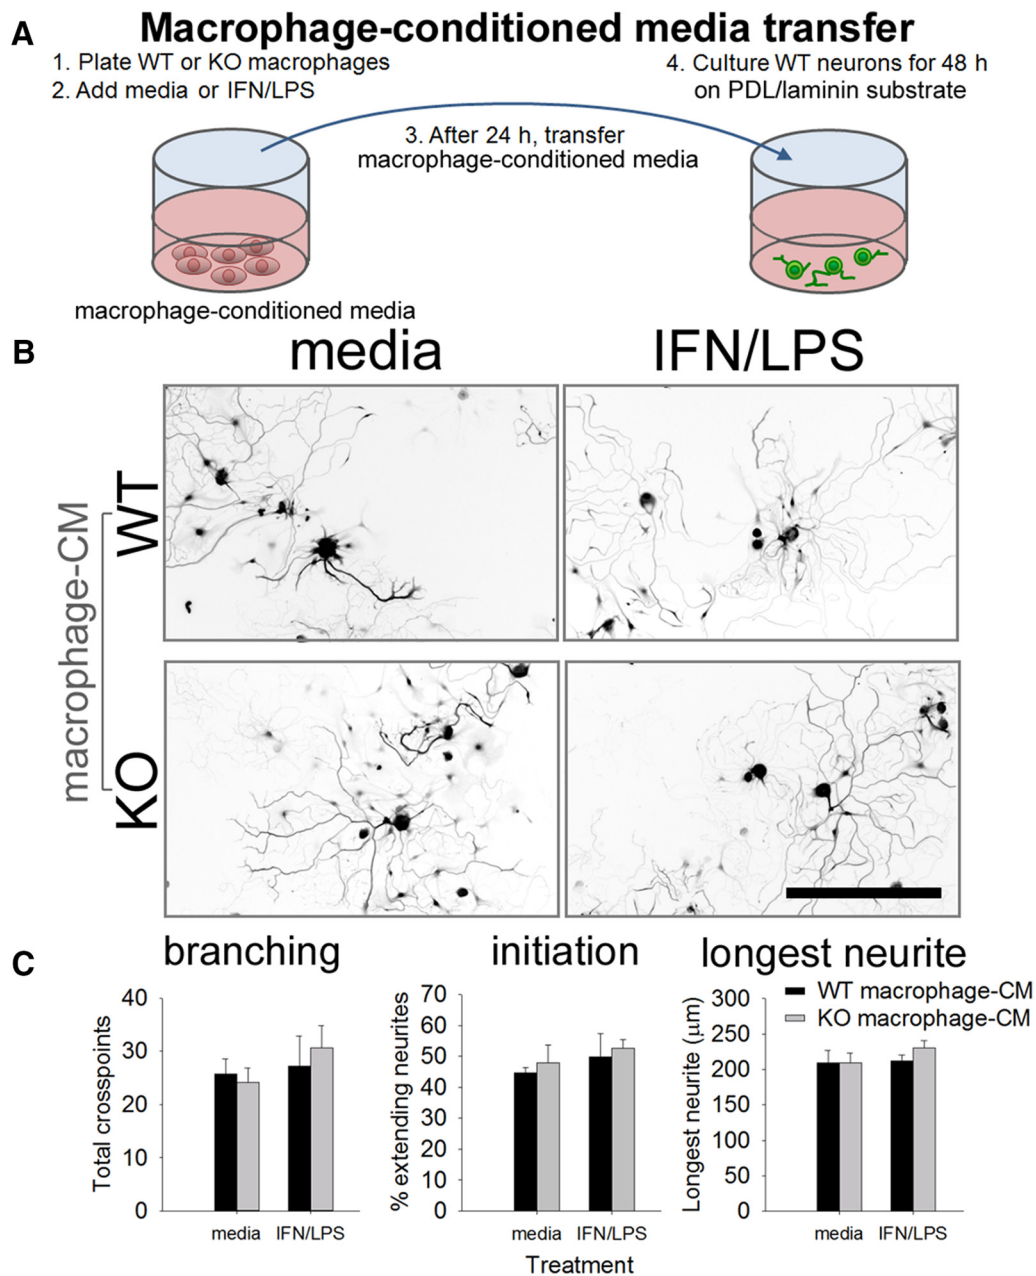 A
Macrophage-conditioned media transfer
1. Plate WT or KO macrophages
2. Add media or IFN/LPS
3. After 24 h, transfer
macrophage-conditioned media
4. Culture WT neurons for 48 h
on PDL/laminin substrate
macrophage-conditioned media
B
media
IFN/LPS
macrophage-CM
WT
KO
C
branching
Total crosspoints
40
30
20
10
0
media
IFN/LPS
initiation
% extending neurites
70
60
50
40
30
20
10
0
media
IFN/LPS
Treatment
longest neurite
WT macrophage-CM
KO macrophage-CM
Longest neurite (μm)
300
250
200
150
100
50
0
media
IFN/LPS